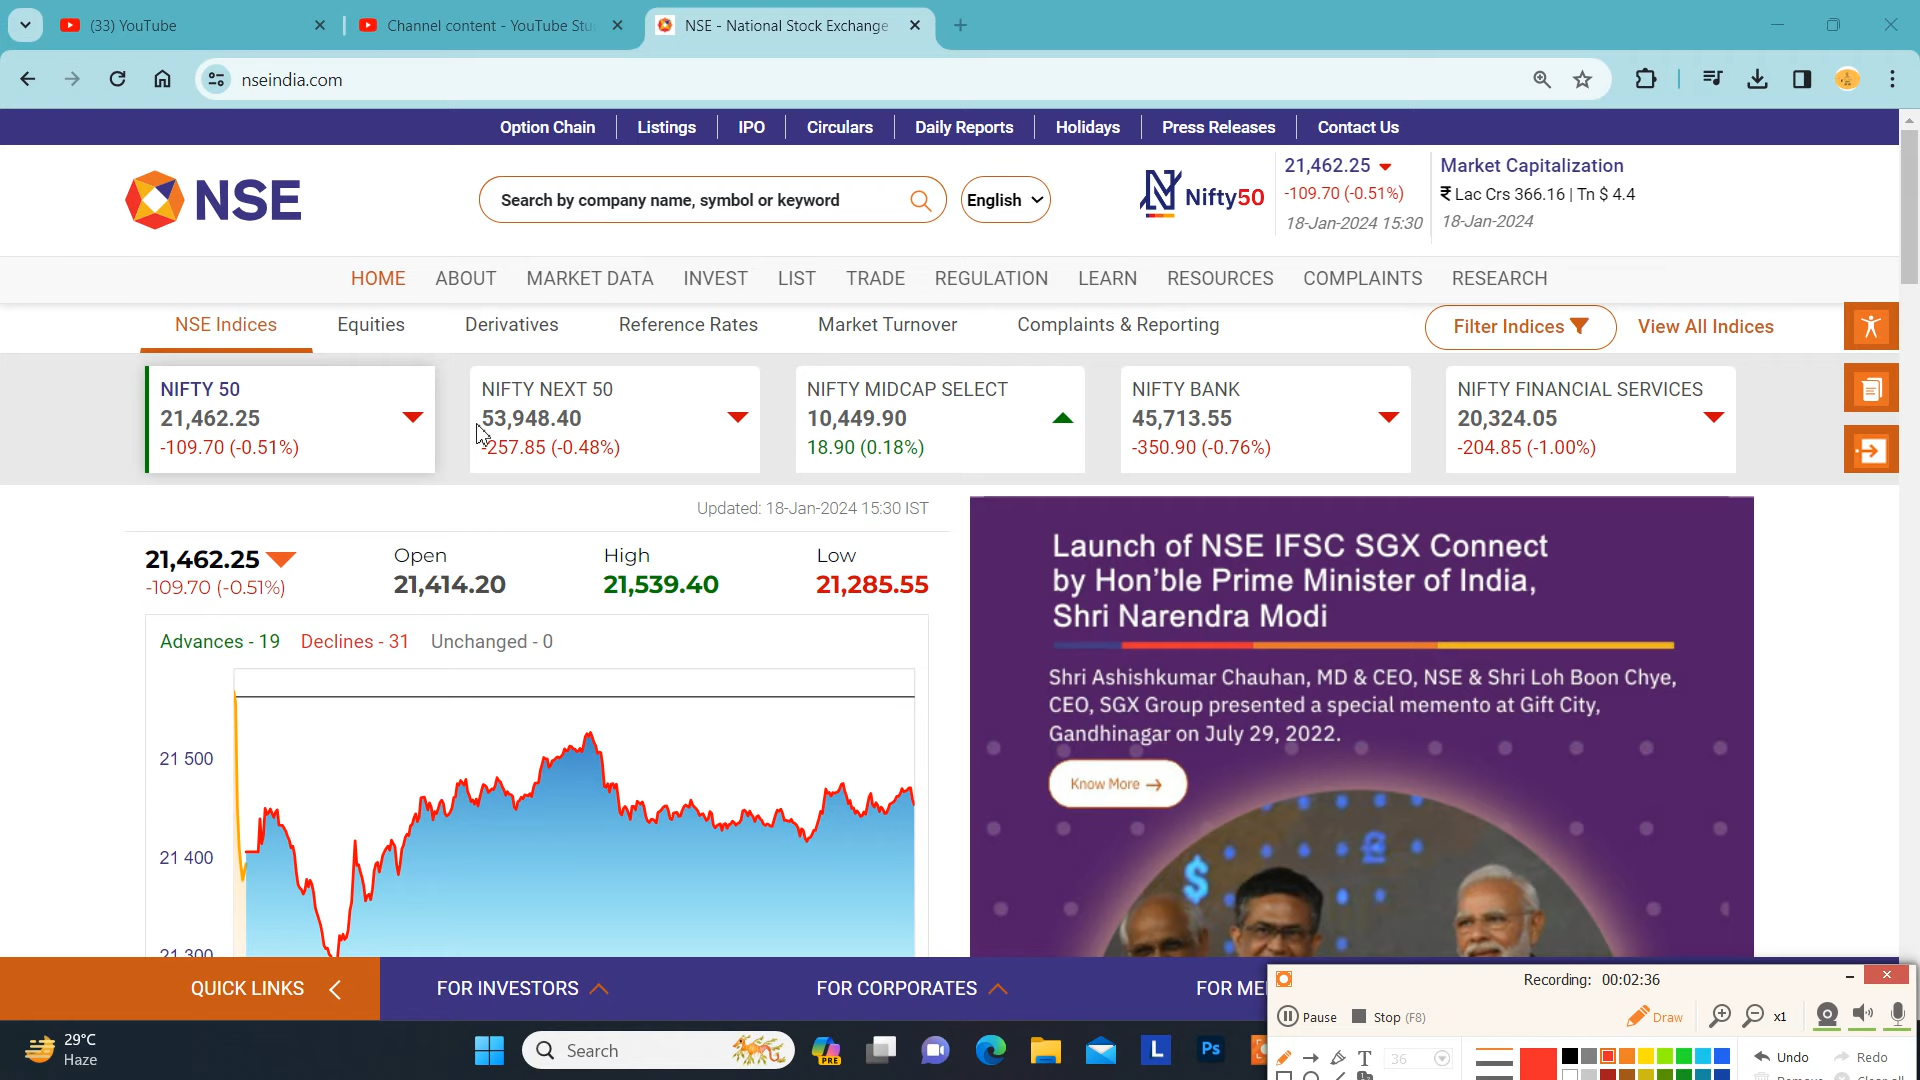 (33) YouTube
Channel content - YouTube Stu
NSE - National Stock Exchange
nseindia.com
Option Chain
Listings
IPO
Circulars
Daily Reports
Holidays
Press Releases
Contact Us
NSE
Search by company name, symbol or keyword
English
Nifty50
21,462.25
-109.70 (-0.51%)
18-Jan-2024 15:30
Market Capitalization
₹ Lac Crs 366.16 | Tn $ 4.4
18-Jan-2024
HOME
ABOUT
MARKET DATA
INVEST
LIST
TRADE
REGULATION
LEARN
RESOURCES
COMPLAINTS
RESEARCH
NSE Indices
Equities
Derivatives
Reference Rates
Market Turnover
Complaints & Reporting
Filter Indices
View All Indices
NIFTY 50
21,462.25
-109.70 (-0.51%)
NIFTY NEXT 50
53,948.40
-257.85 (-0.48%)
NIFTY MIDCAP SELECT
10,449.90
18.90 (0.18%)
NIFTY BANK
45,713.55
-350.90 (-0.76%)
NIFTY FINANCIAL SERVICES
20,324.05
-204.85 (-1.00%)
Updated: 18-Jan-2024 15:30 IST
21,462.25
-109.70 (-0.51%)
Open
21,414.20
High
21,539.40
Low
21,285.55
Advances - 19
Declines - 31
Unchanged - 0
21 500
21 400
21 300
Launch of NSE IFSC SGX Connect
by Hon'ble Prime Minister of India,
Shri Narendra Modi
Shri Ashishkumar Chauhan, MD & CEO, NSE & Shri Loh Boon Chye,
CEO, SGX Group presented a special memento at Gift City,
Gandhinagar on July 29, 2022.
Know More →
QUICK LINKS
FOR INVESTORS
FOR CORPORATES
FOR ME
Recording: 00:02:36
Pause
Stop (F8)
Draw
x1
T
36
Undo
Redo
29°C
Haze
Search
PRE
L
Ps